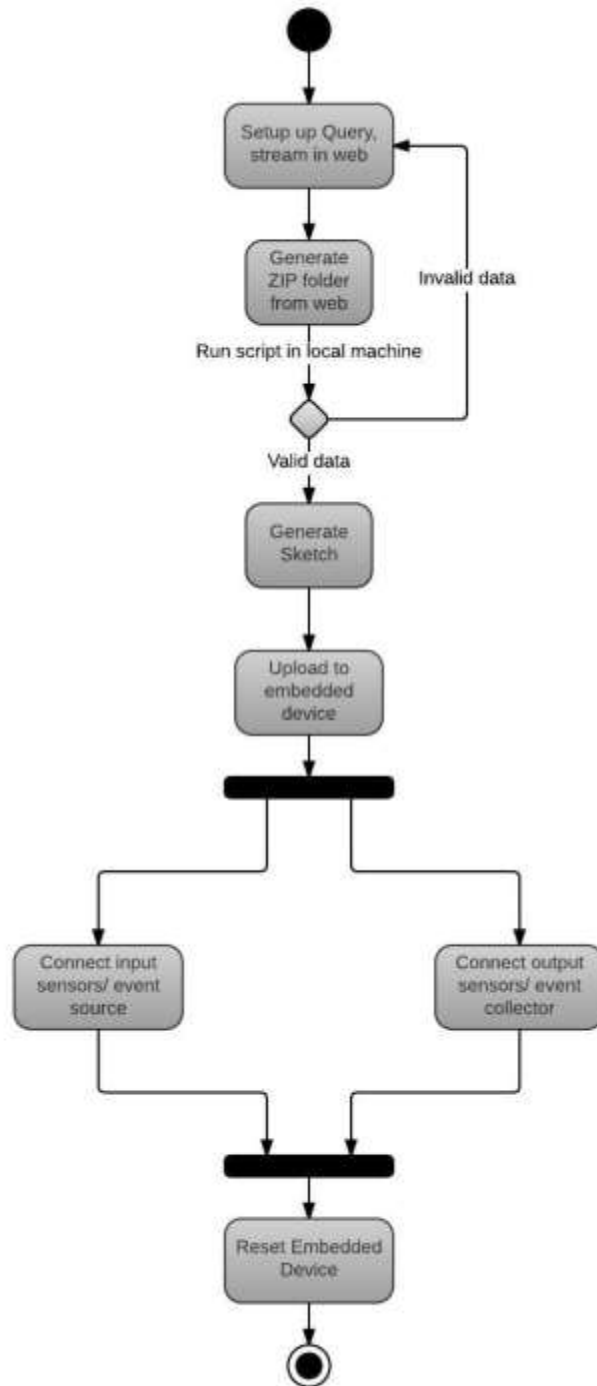 Setup up Query,
stream in web
Generate
ZIP folder
from web
Invalid data
Run script in local machine
Valid data
Generate
Sketch
Upload to
embedded
device
Connect input
sensors/ event
source
Connect output
sensors/ event
collector
Reset Embedded
Device